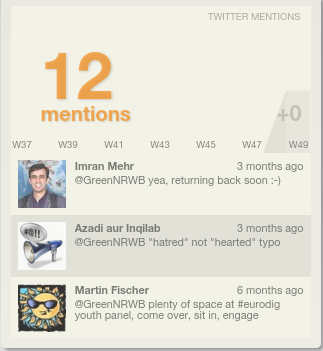 TWITTER MENTIONS
12
mentions
+0
W37 W39 W41 W43 W45 W47 W49
Imran Mehr 3 months ago
@GreenNRWB yea, returning back soon :-)
@#!!
Azadi aur Inqilab 3 months ago
@GreenNRWB "hatred" not "hearted" typo
Martin Fischer 6 months ago
@GreenNRWB plenty of space at #eurodig
youth panel, come over, sit in, engage